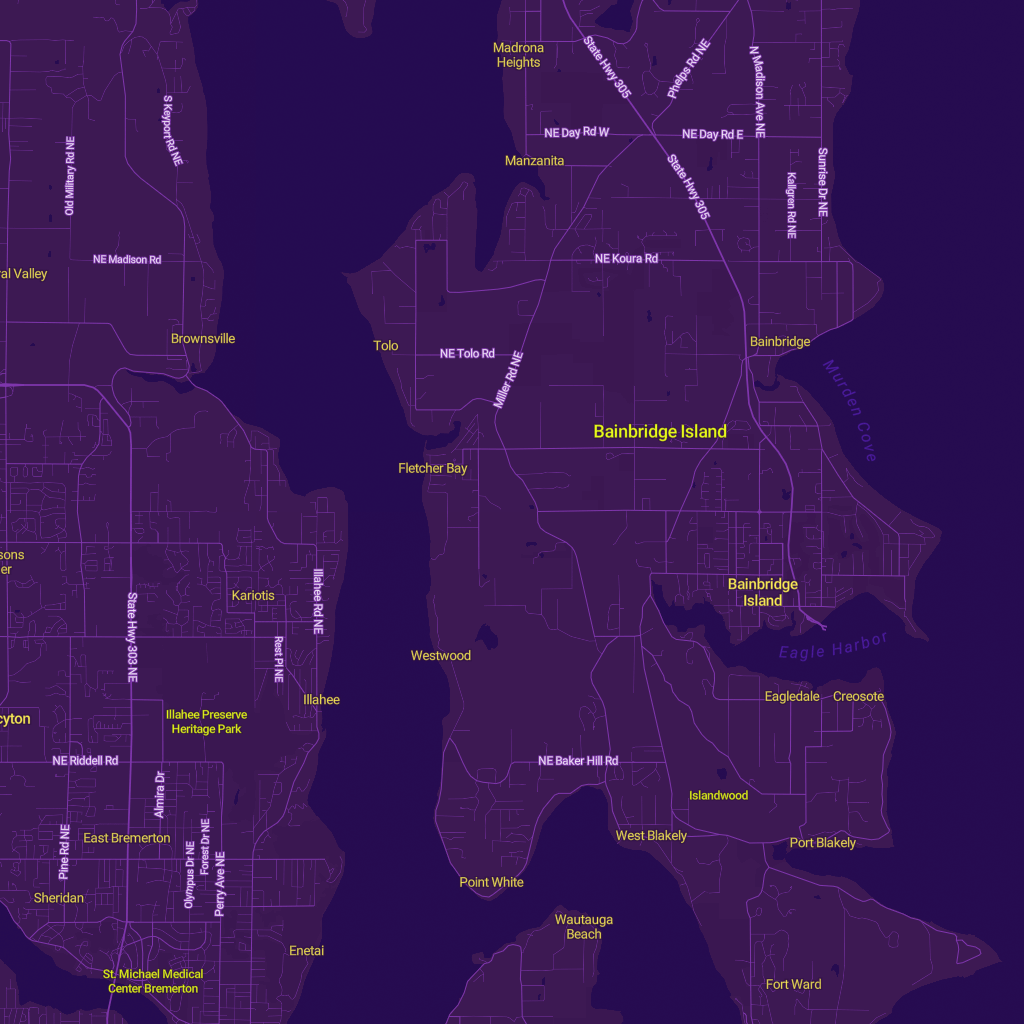 Madrona
Heights
State Hwy 305
Phelps Rd NE
N Madison Ave NE
S Keyport Rd NE
Old Military Rd NE
NE Day Rd W
NE Day Rd E
Manzanita
State Hwy 305
Kallgren Rd NE
Sunrise Dr NE
NE Madison Rd
NE Koura Rd
ral Valley
Brownsville
Tolo
NE Tolo Rd
Miller Rd NE
Bainbridge
Murden Cove
Bainbridge Island
Fletcher Bay
sons
er
Illahee Rd NE
Kariotis
Bainbridge
Island
State Hwy 303 NE
Rest Pl NE
Westwood
Eagle Harbor
Illahee
Eagledale
Creosote
cyton
Illahee Preserve
Heritage Park
NE Riddell Rd
NE Baker Hill Rd
Almira Dr
Islandwood
East Bremerton
Pine Rd NE
Forest Dr NE
Olympus Dr NE
Perry Ave NE
West Blakely
Port Blakely
Point White
Sheridan
Wautauga
Beach
Enetai
St. Michael Medical
Center Bremerton
Fort Ward